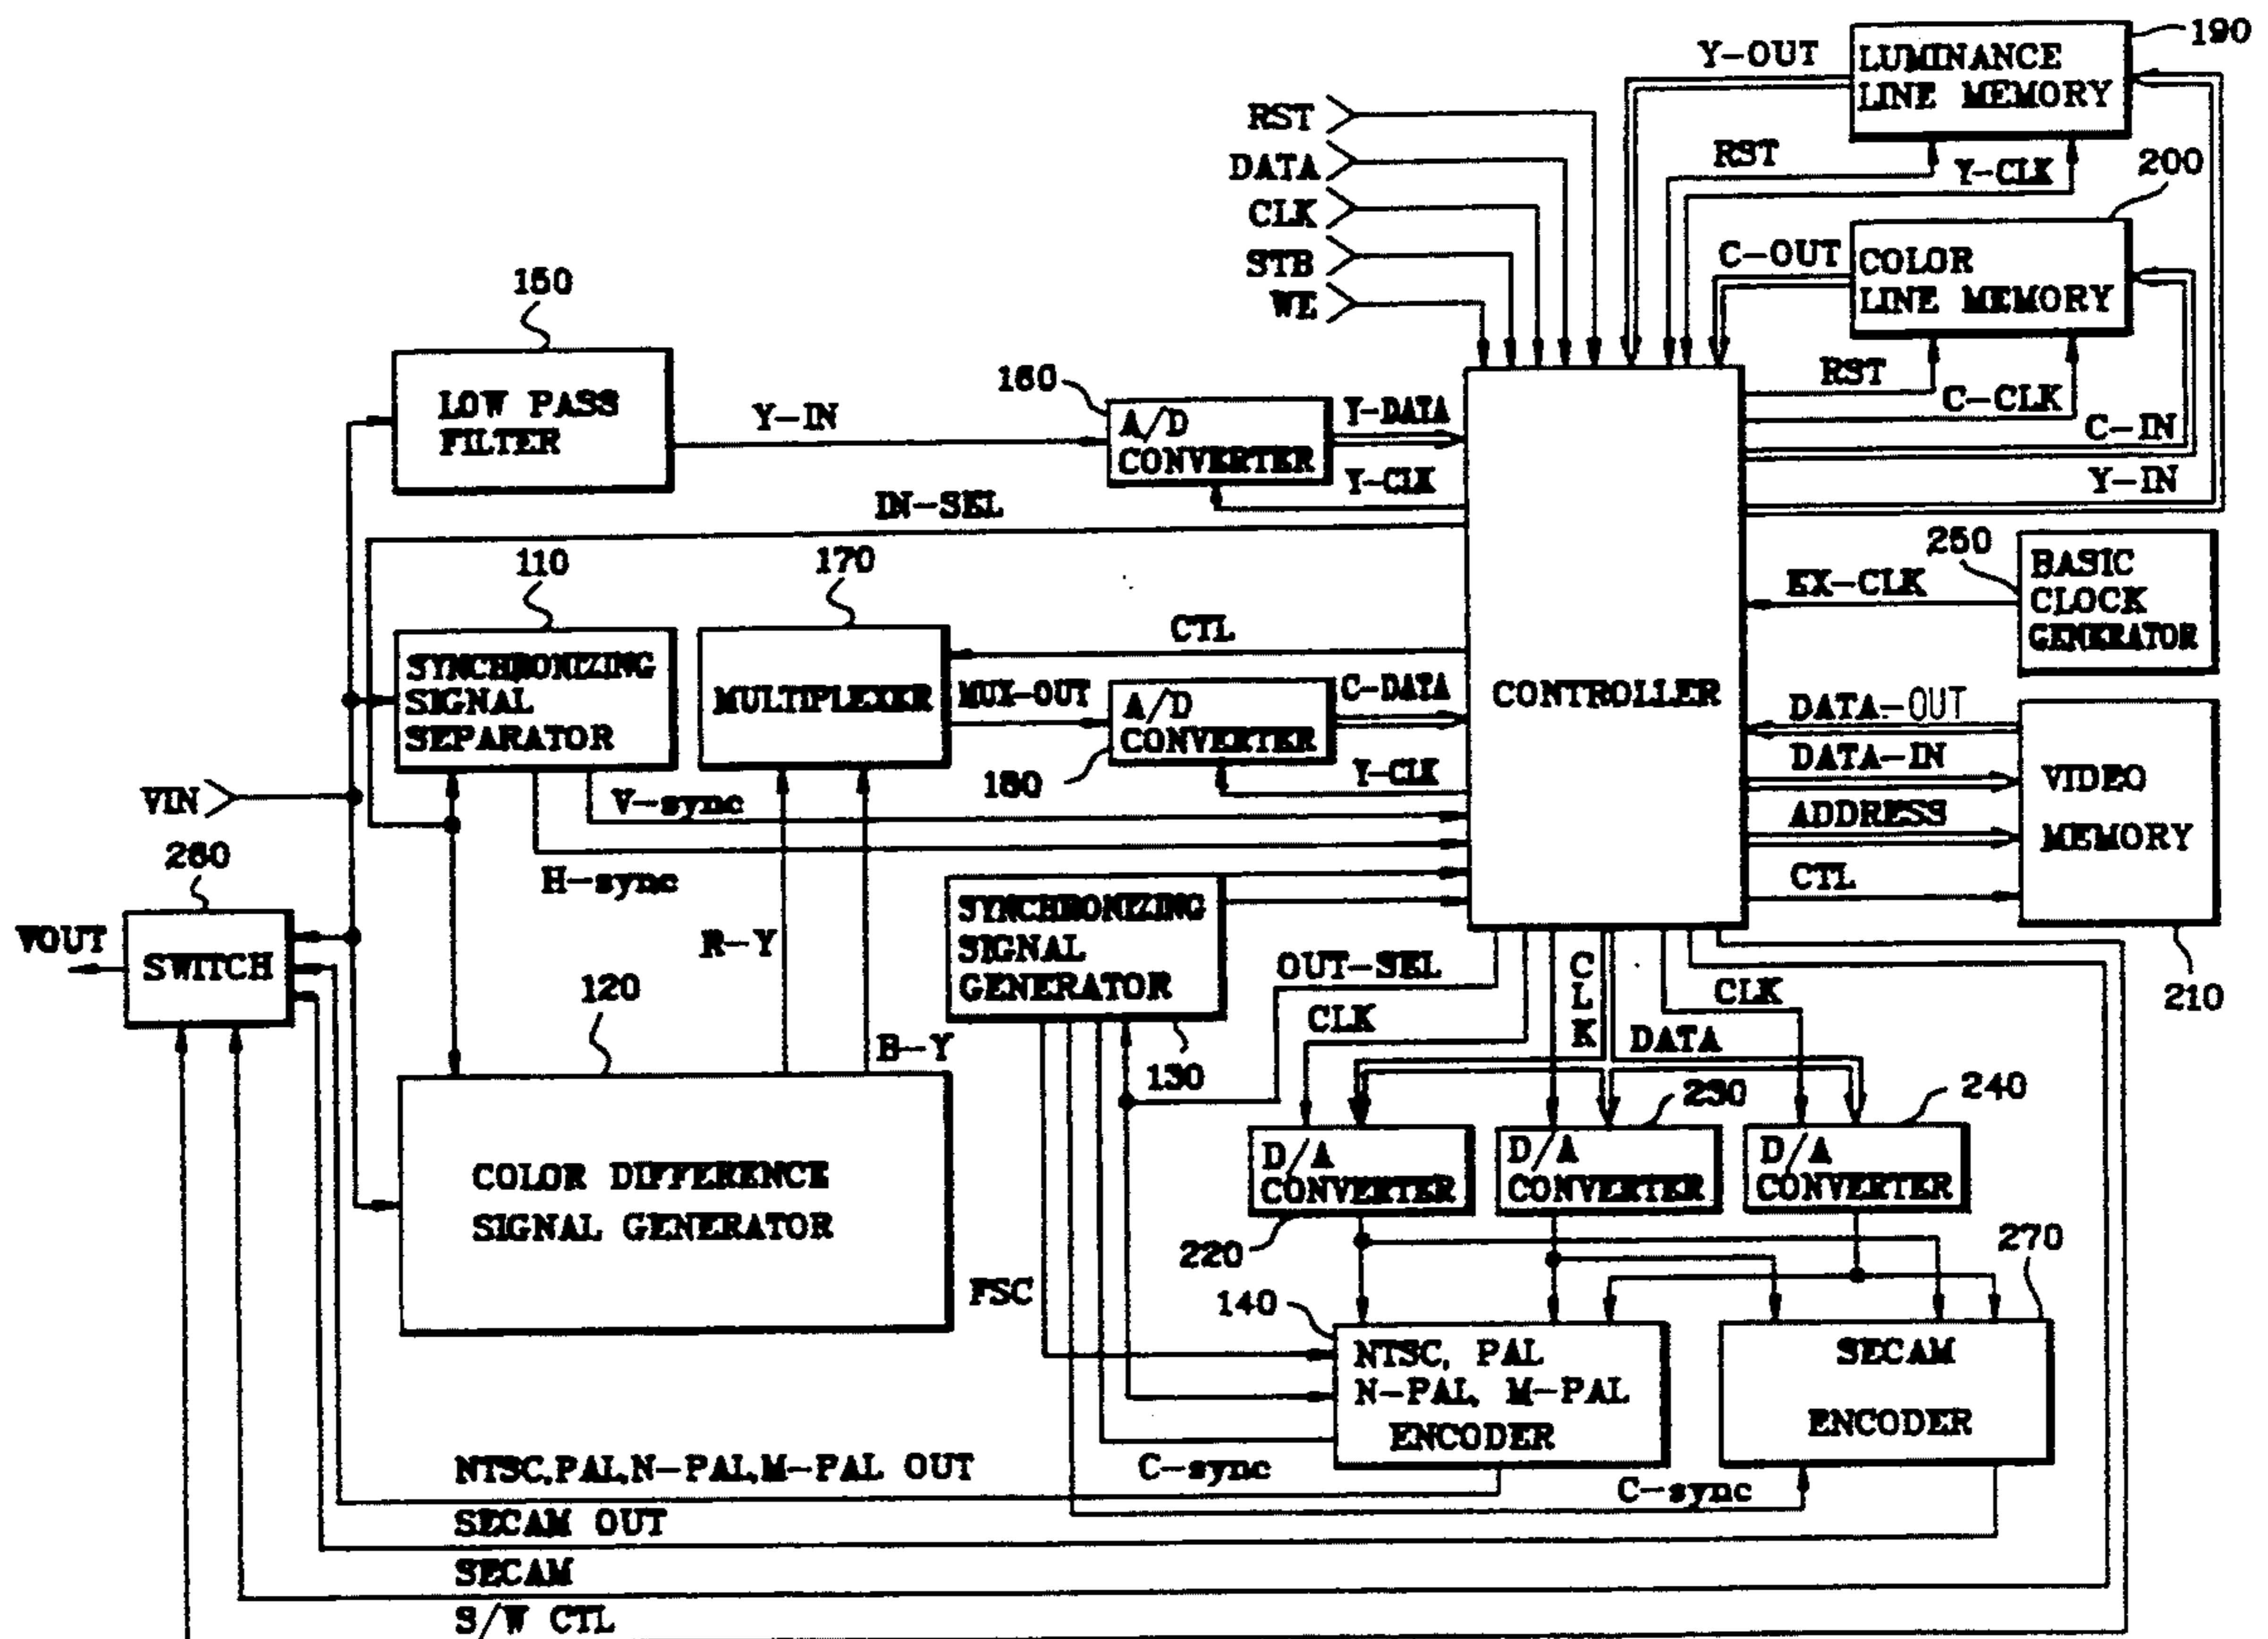 190
Y-OUT
LUMINANCE
LINE MEMORY
RST
DATA
CLK
STB
WE
RST
Y-CLK
200
C-OUT
COLOR
LINE MEMORY
RST
C-CLK
C-IN
Y-IN
150
LOW PASS
FILTER
Y-IN
160
A/D
CONVERTER
Y-DATA
Y-CLK
IN-SEL
110
SYNCHRONIZING
SIGNAL
SEPARATOR
170
MULTIPLEXER
CTL
MUX-OUT
A/D
CONVERTER
180
C-DATA
Y-CLK
CONTROLLER
EX-CLK
250
BASIC
CLOCK
GENERATOR
DATA-OUT
DATA-IN
ADDRESS
CTL
VIDEO
MEMORY
210
VIN
V-sync
H-sync
260
VOUT
SWITCH
R-Y
B-Y
120
COLOR DIFFERENCE
SIGNAL GENERATOR
SYNCHRONIZING
SIGNAL
GENERATOR
130
OUT-SEL
CLK
CLK
DATA
CLK
D/A
CONVERTER
220
D/A
CONVERTER
230
D/A
CONVERTER
240
FSC
140
NTSC, PAL
N-PAL, M-PAL
ENCODER
270
SECAM
ENCODER
C-sync
C-sync
NTSC,PAL,N-PAL,M-PAL OUT
SECAM OUT
SECAM
S/W CTL